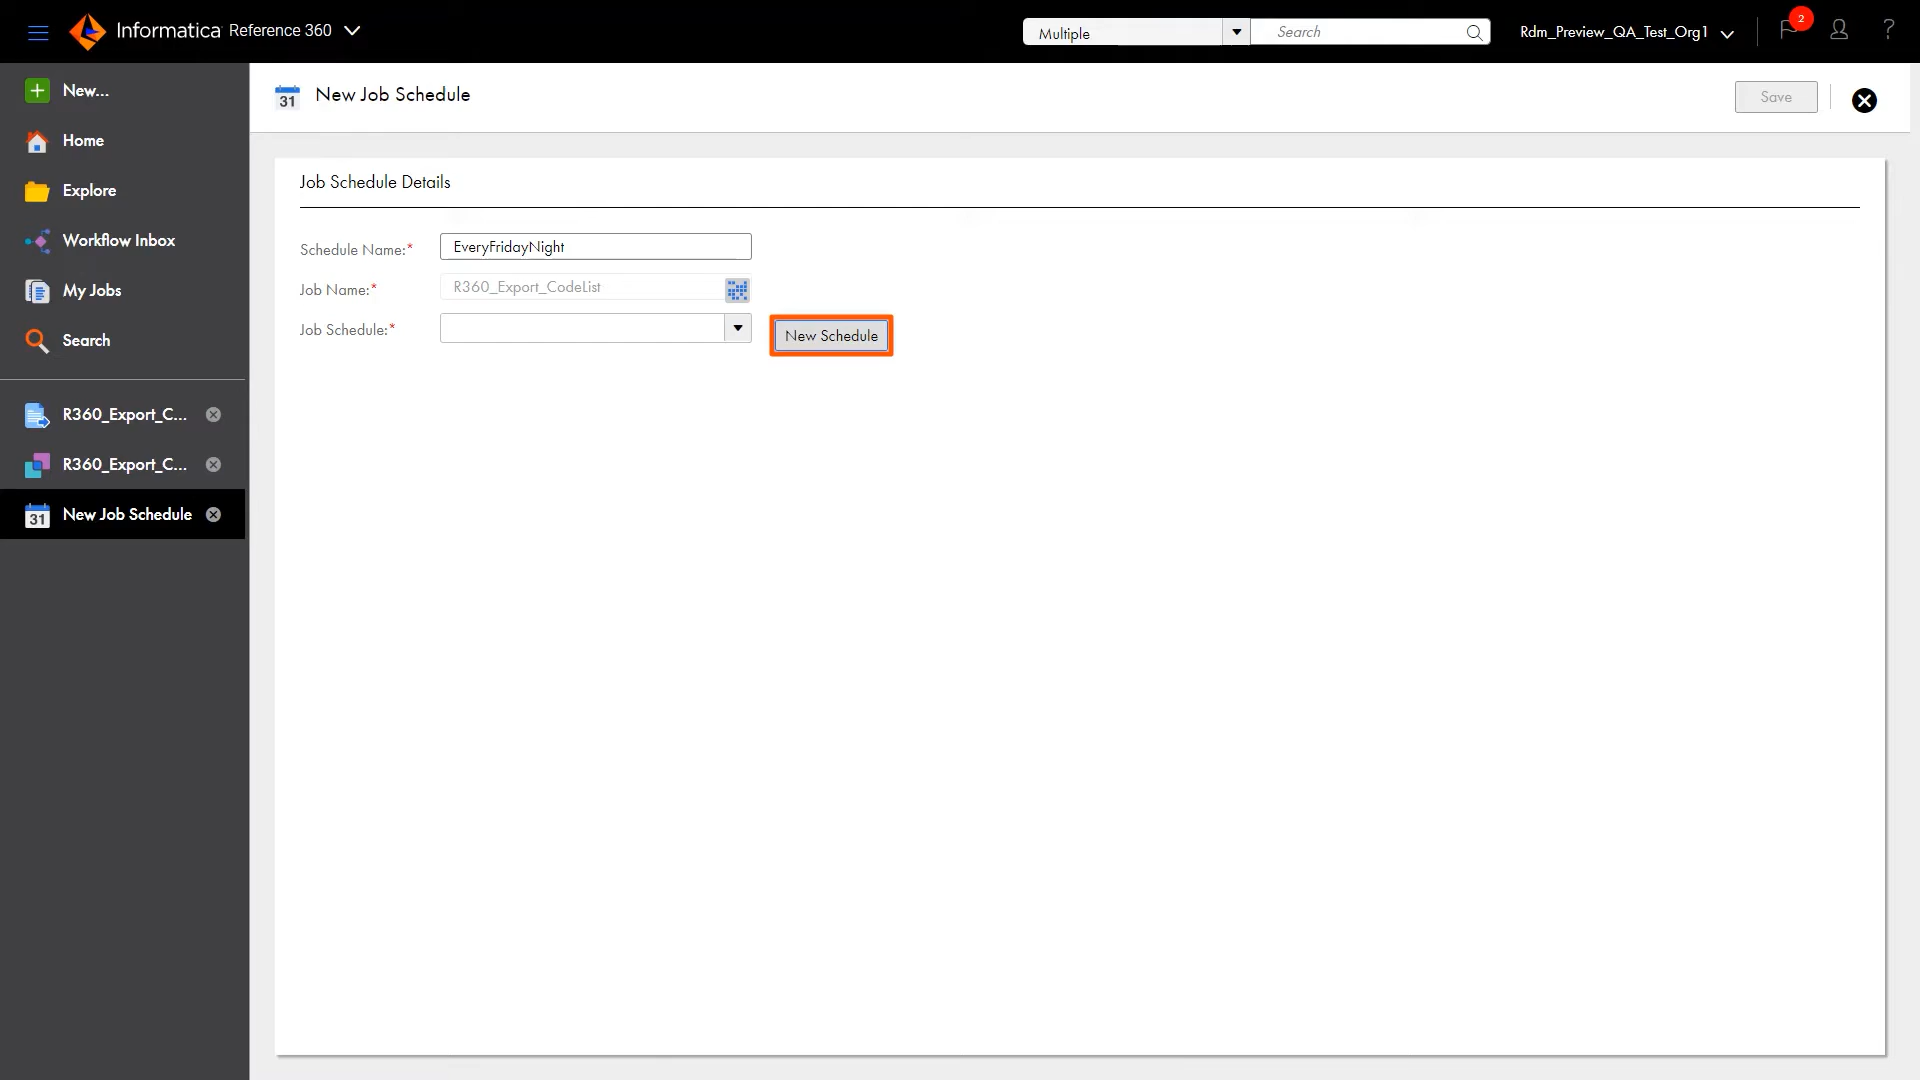 Informatica Reference 360
Multiple
Search
Rdm_Preview_QA_Test_Org1
2
?
New...
Home
Explore
Workflow Inbox
My Jobs
Search
R360_Export_C...
R360_Export_C...
31 New Job Schedule
31 New Job Schedule
Save
Job Schedule Details
Schedule Name:* EveryFridayNight
Job Name:* R360_Export_CodeList
Job Schedule:* New Schedule